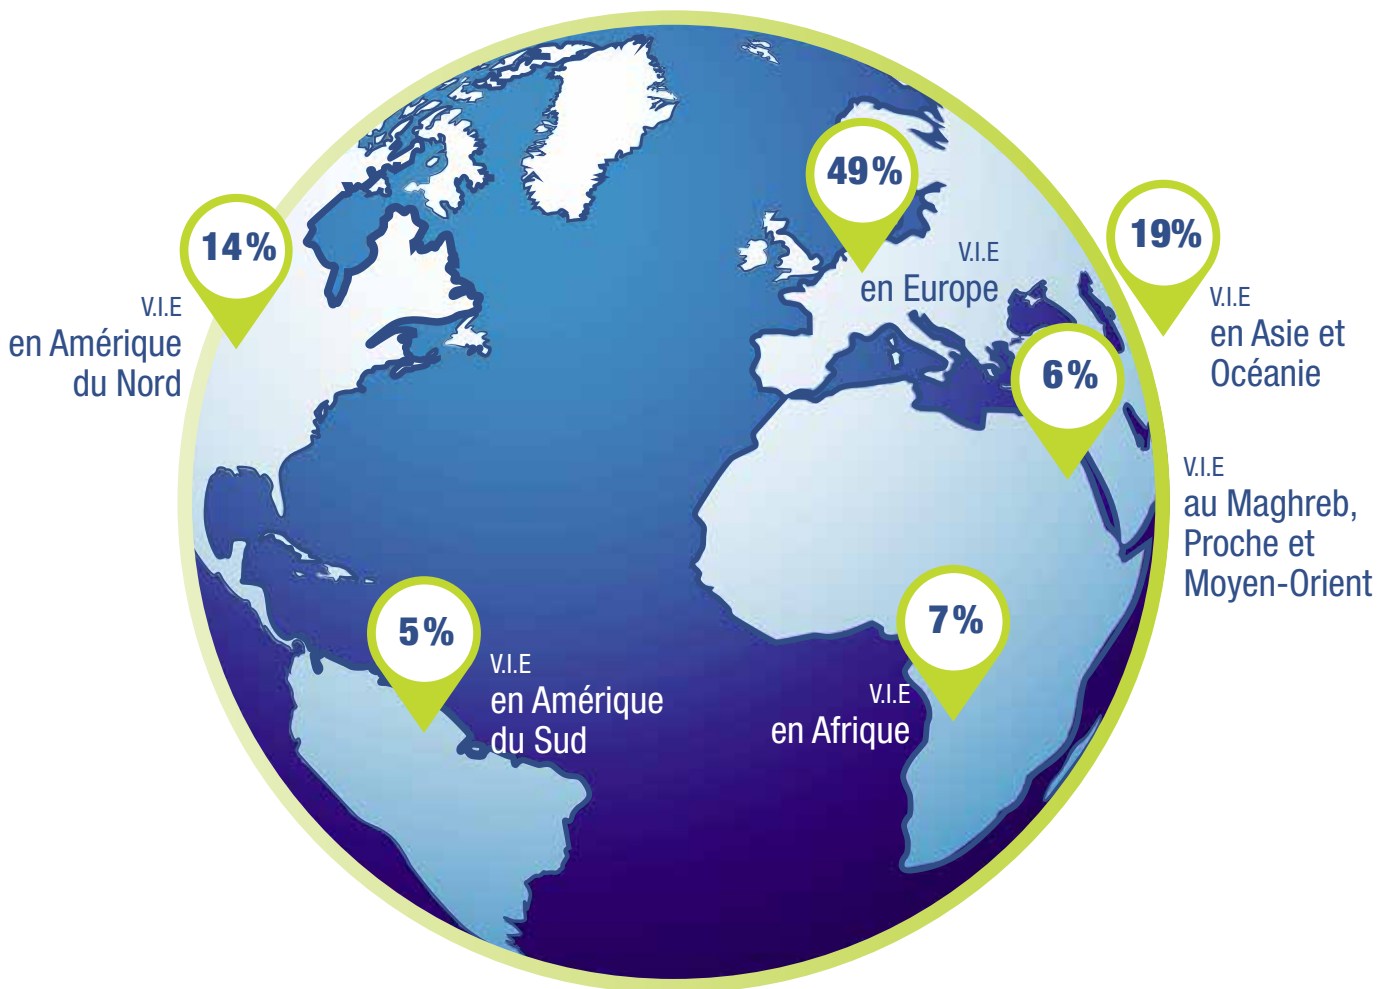 49%
V.I.E
en Europe
14%
V.I.E
en Amérique
du Nord
19%
V.I.E
en Asie et
Océanie
6%
V.I.E
au Maghreb,
Proche et
Moyen-Orient
5%
V.I.E
en Amérique
du Sud
7%
V.I.E
en Afrique